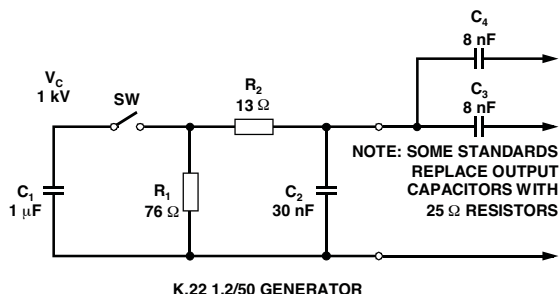 C4
8 nF
VC
1 kV
SW
R2
13 Ω
C3
8 nF
NOTE: SOME STANDARDS
REPLACE OUTPUT
CAPACITORS WITH
25 Ω RESISTORS
C1
1 μF
R1
76 Ω
C2
30 nF
K.22 1.2/50 GENERATOR